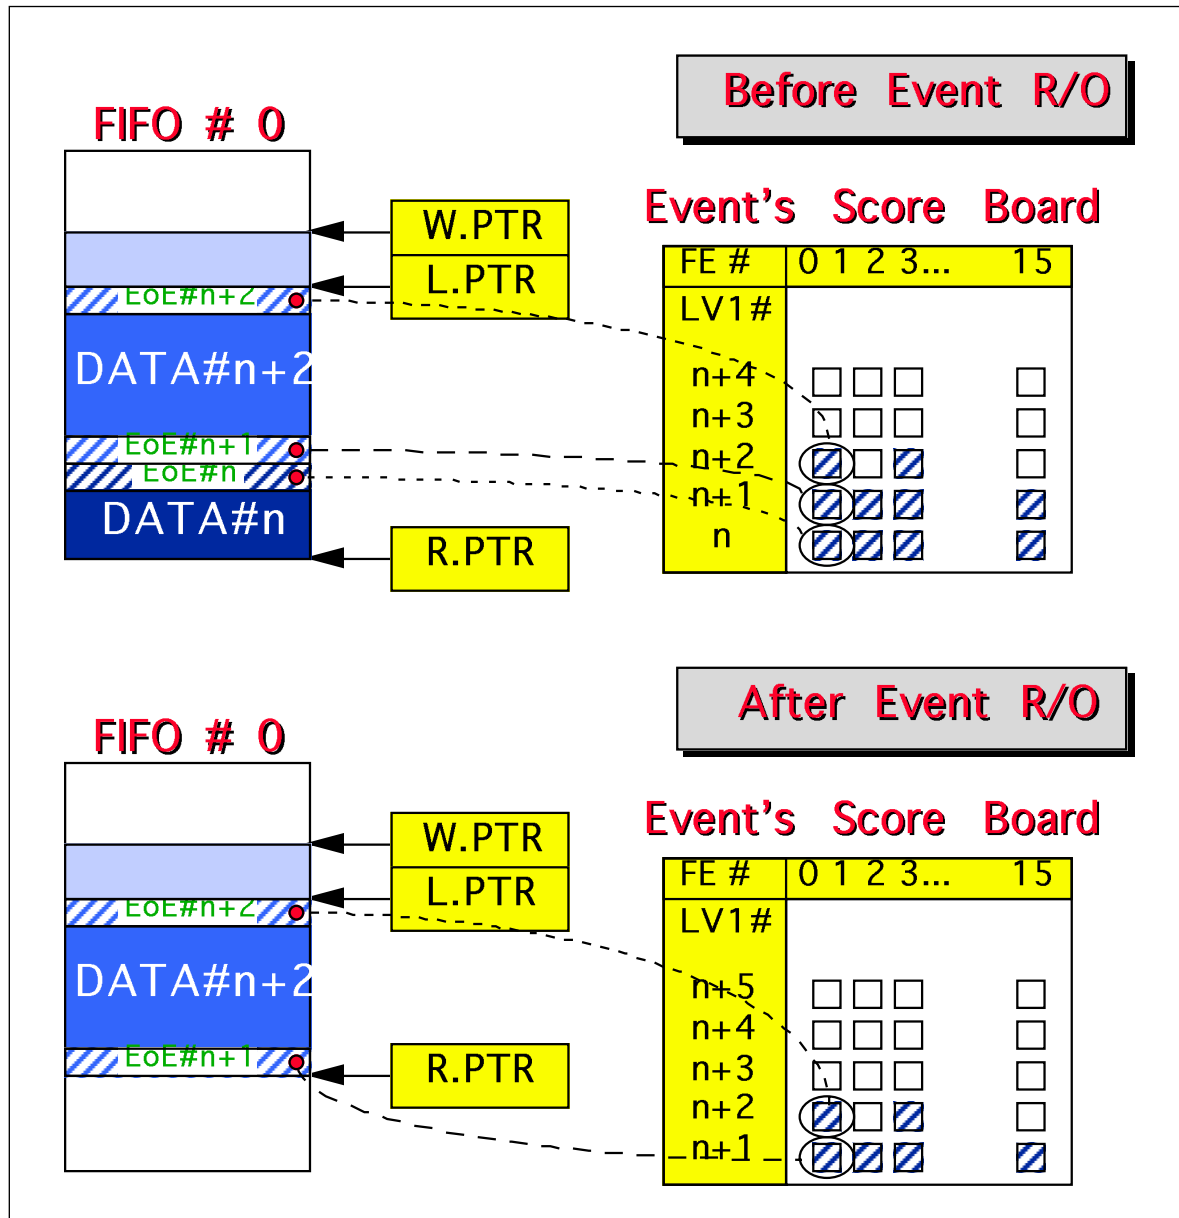 Before Event R/O
FIFO # 0
W.PTR
L.PTR
EoE#n+2
DATA#n+2
EoE#n+1
EoE#n
DATA#n
R.PTR
Event's Score Board
FE # 0 1 2 3... 15
LV1#
n+4
n+3
n+2
n+1
n
After Event R/O
FIFO # 0
W.PTR
L.PTR
EoE#n+2
DATA#n+2
EoE#n+1
R.PTR
Event's Score Board
FE # 0 1 2 3... 15
LV1#
n+5
n+4
n+3
n+2
n+1